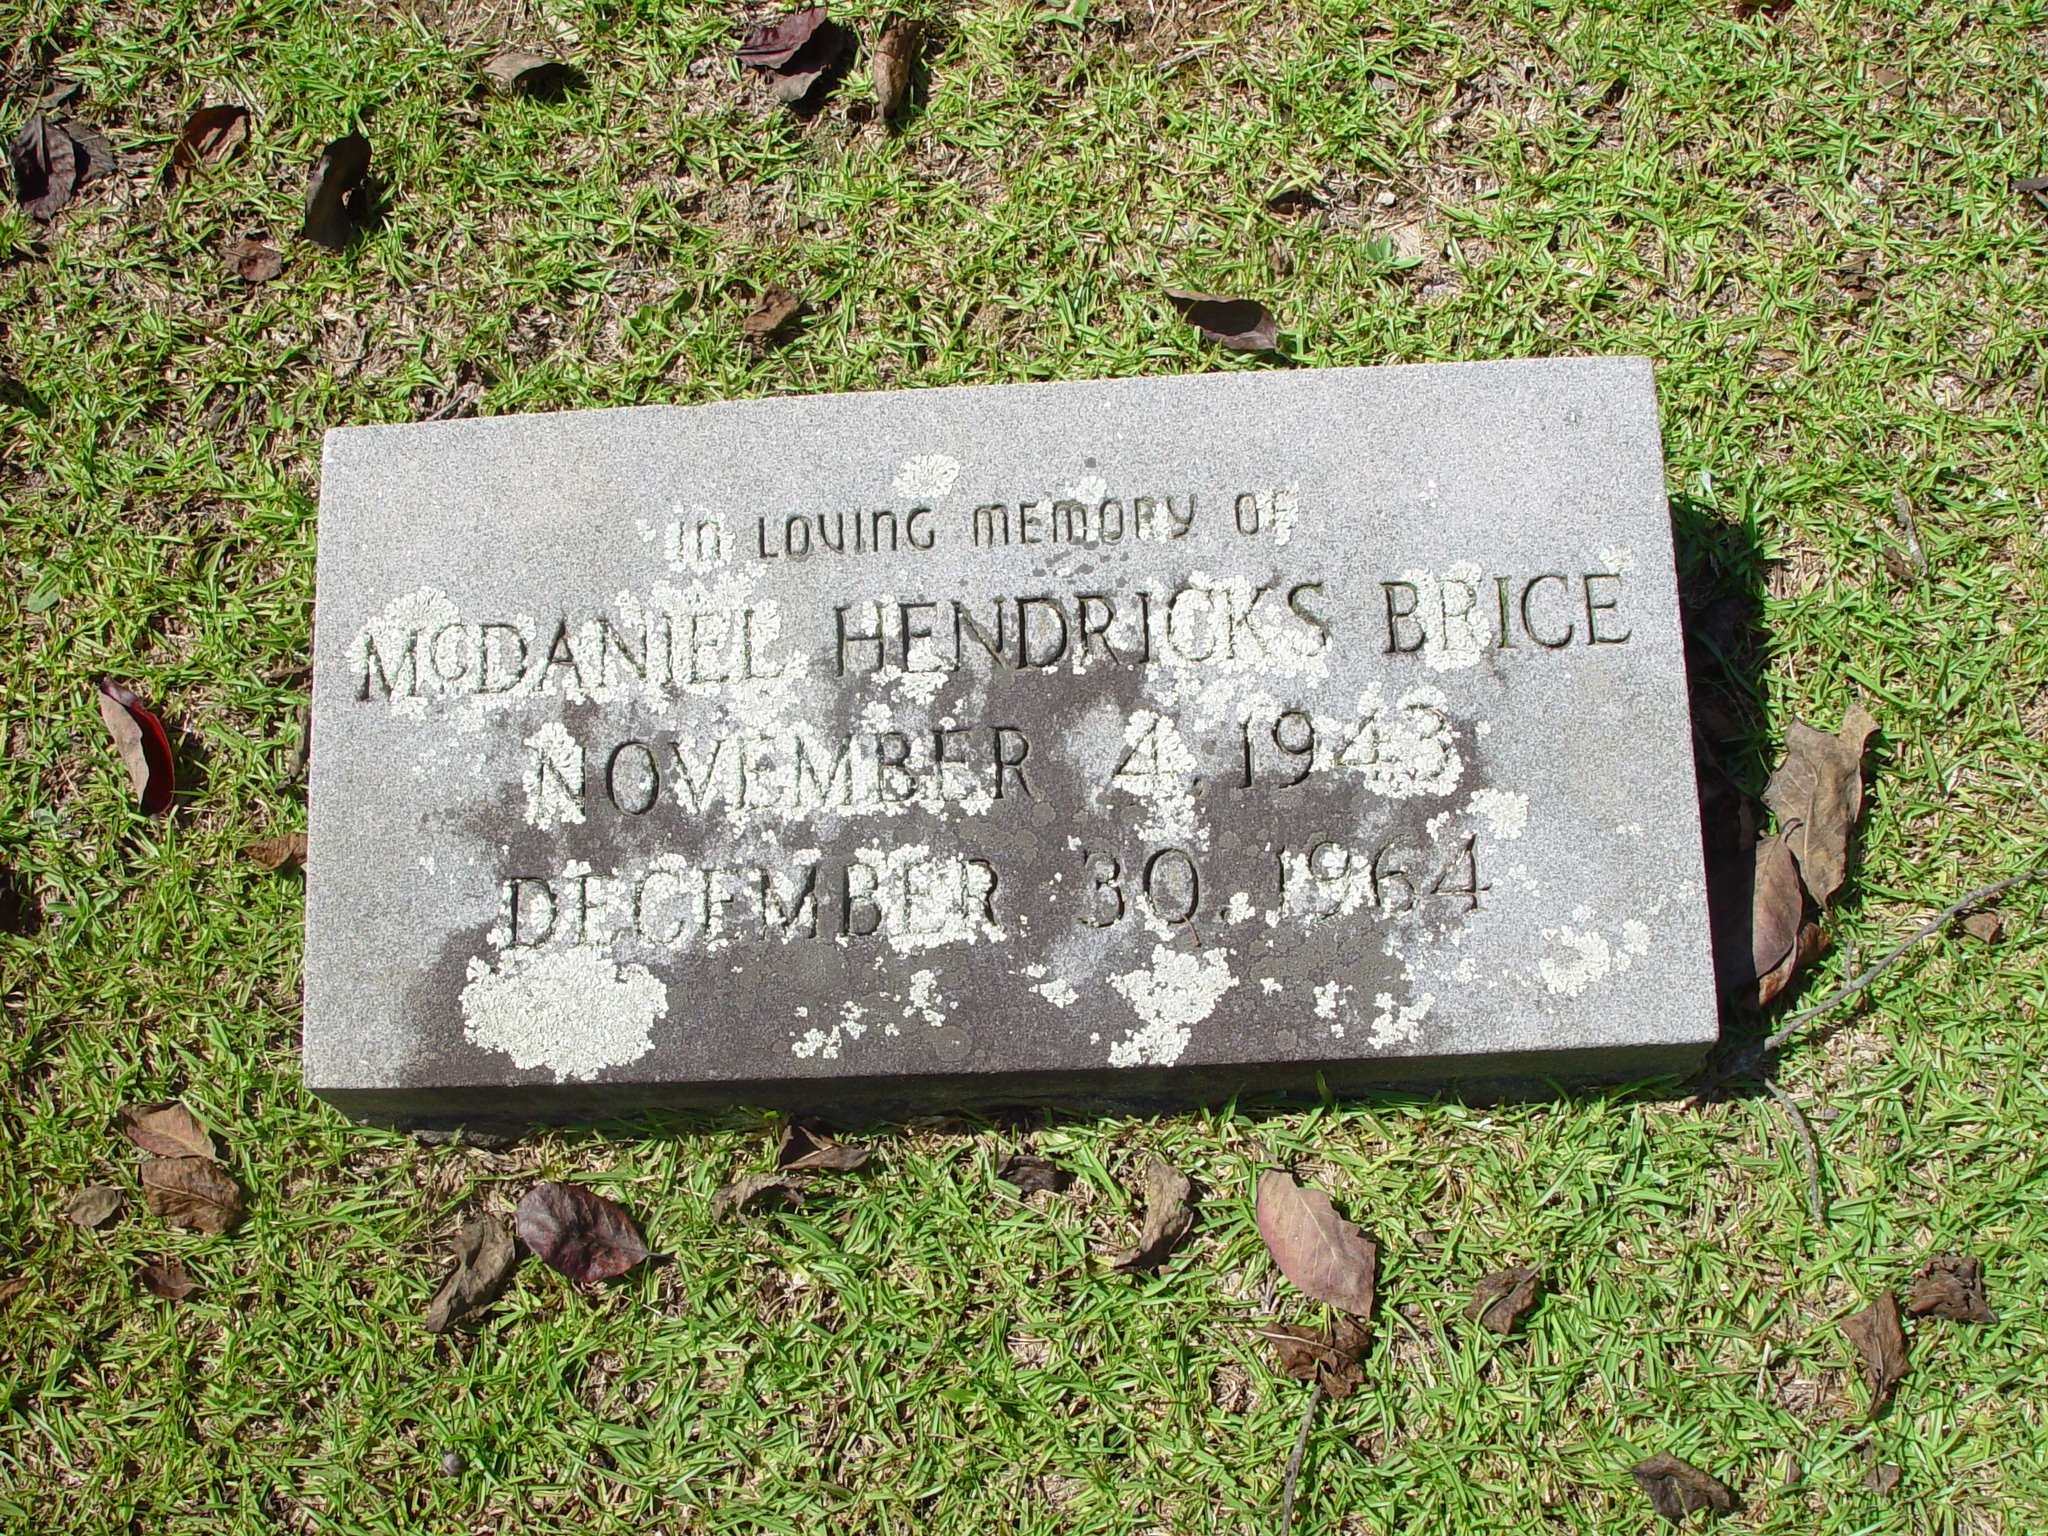 In LOVING MEMORY OF
MCDANIEL HENDRICKS BRICE
NOVEMBER 4, 1943
DECEMBER 30, 1964